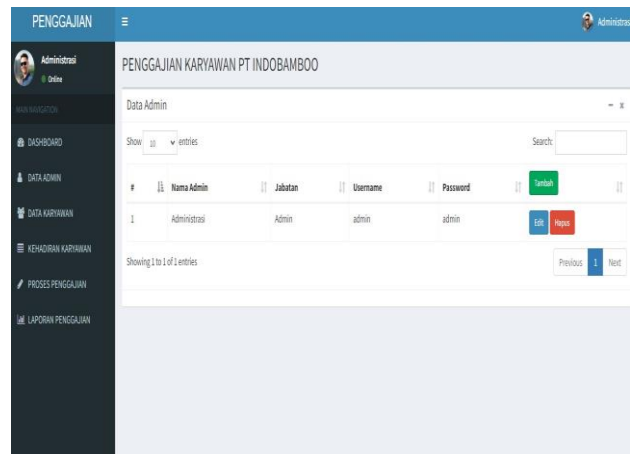 PENGGAJIAN
Administrasi
Administrasi
Online
MAIN NAVIGATION
DASHBOARD
DATA ADMIN
DATA KARYAWAN
KEHADIRAN KARYAWAN
PROSES PENGGAJIAN
LAPORAN PENGGAJIAN
PENGGAJIAN KARYAWAN PT INDOBAMBOO
Data Admin
Show 10 entries Search:
# Nama Admin Jabatan Username Password Tambah
1 Administrasi Admin admin admin Edit Hapus
Showing 1 to 1 of 1 entries Previous 1 Next